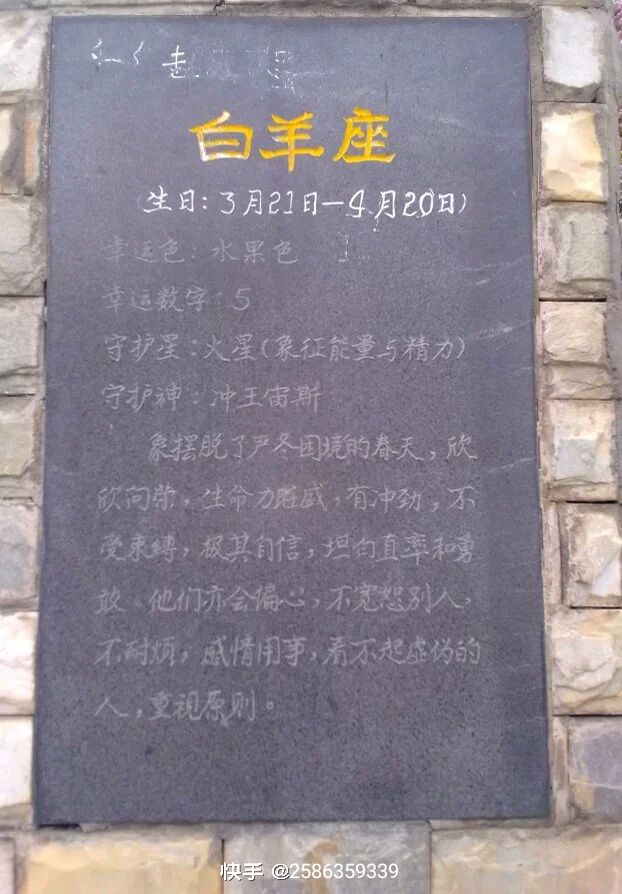 白羊座
(生日：3月21日—4月20日)
幸运色：水果色
幸运数字：5
守护星：火星(象征能量与精力)
守护神：冲王宙斯
象摆脱了严冬困境的春天，欣
欣向荣，生命力旺盛，有冲劲，不
受束缚，极其自信，坦白直率和勇
敢。他们亦会偏心，不宽恕别人，
不耐烦，感情用事，看不起虚伪的
人，重视原则。
快手 @2586359339